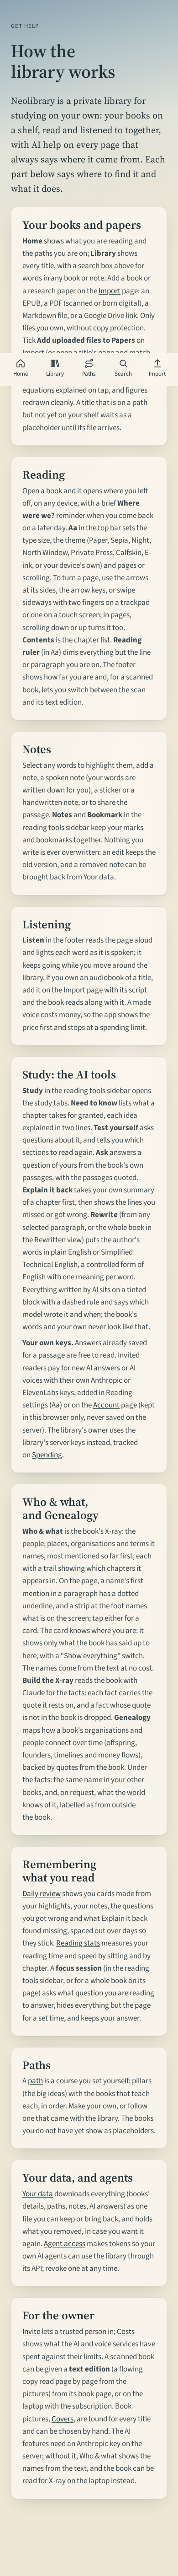 GET HELP
How the
library works
Neolibrary is a private library for
studying on your own: your books on
a shelf, read and listened to together,
with AI help on every page that
always says where it came from. Each
part below says where to find it and
what it does.
Your books and papers
Home shows what you are reading and
the paths you are on; Library shows
every title, with a search box above for
words in any book or note. Add a book or
a research paper on the Import page: an
EPUB, a PDF (scanned or born digital), a
Markdown file, or a Google Drive link. Only
files you own, without copy protection.
Tick Add uploaded files to Papers on
Home
Library
Paths
Search
Import
equations explained on tap, and figures
redrawn cleanly. A title that is on a path
but not yet on your shelf waits as a
placeholder until its file arrives.
Reading
Open a book and it opens where you left
off, on any device, with a brief Where
were we? reminder when you come back
on a later day. Aa in the top bar sets the
type size, the theme (Paper, Sepia, Night,
North Window, Private Press, Calfskin, E-
ink, or your device's own) and pages or
scrolling. To turn a page, use the arrows
at its sides, the arrow keys, or swipe
sideways with two fingers on a trackpad
or one on a touch screen; in pages,
scrolling down or up turns it too.
Contents is the chapter list. Reading
ruler (in Aa) dims everything but the line
or paragraph you are on. The footer
shows how far you are and, for a scanned
book, lets you switch between the scan
and its text edition.
Notes
Select any words to highlight them, add a
note, a spoken note (your words are
written down for you), a sticker or a
handwritten note, or to share the
passage. Notes and Bookmark in the
reading tools sidebar keep your marks
and bookmarks together. Nothing you
write is ever overwritten: an edit keeps the
old version, and a removed note can be
brought back from Your data.
Listening
Listen in the footer reads the page aloud
and lights each word as it is spoken; it
keeps going while you move around the
library. If you own an audiobook of a title,
add it on the Import page with its script
and the book reads along with it. A made
voice costs money, so the app shows the
price first and stops at a spending limit.
Study: the AI tools
Study in the reading tools sidebar opens
the study tabs. Need to know lists what a
chapter takes for granted, each idea
explained in two lines. Test yourself asks
questions about it, and tells you which
sections to read again. Ask answers a
question of yours from the book's own
passages, with the passages quoted.
Explain it back takes your own summary
of a chapter first, then shows the lines you
missed or got wrong. Rewrite (from any
selected paragraph, or the whole book in
the Rewritten view) puts the author's
words in plain English or Simplified
Technical English, a controlled form of
English with one meaning per word.
Everything written by AI sits on a tinted
block with a dashed rule and says which
model wrote it and when; the book's
words and your own never look like that.
Your own keys. Answers already saved
for a passage are free to read. Invited
readers pay for new AI answers or AI
voices with their own Anthropic or
ElevenLabs keys, added in Reading
settings (Aa) or on the Account page (kept
in this browser only, never saved on the
server). The library's owner uses the
library's server keys instead, tracked
on Spending.
Who & what,
and Genealogy
Who & what is the book's X-ray: the
people, places, organisations and terms it
names, most mentioned so far first, each
with a trail showing which chapters it
appears in. On the page, a name's first
mention in a paragraph has a dotted
underline, and a strip at the foot names
what is on the screen; tap either for a
card. The card knows where you are: it
shows only what the book has said up to
here, with a “Show everything” switch.
The names come from the text at no cost.
Build the X-ray reads the book with
Claude for the facts: each fact carries the
quote it rests on, and a fact whose quote
is not in the book is dropped. Genealogy
maps how a book's organisations and
people connect over time (offspring,
founders, timelines and money flows),
backed by quotes from the book. Under
the facts: the same name in your other
books, and, on request, what the world
knows of it, labelled as from outside
the book.
Remembering
what you read
Daily review shows you cards made from
your highlights, your notes, the questions
you got wrong and what Explain it back
found missing, spaced out over days so
they stick. Reading stats measures your
reading time and speed by sitting and by
chapter. A focus session (in the reading
tools sidebar, or for a whole book on its
page) asks what question you are reading
to answer, hides everything but the page
for a set time, and keeps your answer.
Paths
A path is a course you set yourself: pillars
(the big ideas) with the books that teach
each, in order. Make your own, or follow
one that came with the library. The books
you do not have yet show as placeholders.
Your data, and agents
Your data downloads everything (books'
details, paths, notes, AI answers) as one
file you can keep or bring back, and holds
what you removed, in case you want it
again. Agent access makes tokens so your
own AI agents can use the library through
its API; revoke one at any time.
For the owner
Invite lets a trusted person in; Costs
shows what the AI and voice services have
spent against their limits. A scanned book
can be given a text edition (a flowing
copy read page by page from the
pictures) from its book page, or on the
laptop with the subscription. Book
pictures, Covers, are found for every title
and can be chosen by hand. The AI
features need an Anthropic key on the
server; without it, Who & what shows the
names from the text, and the book can be
read for X-ray on the laptop instead.